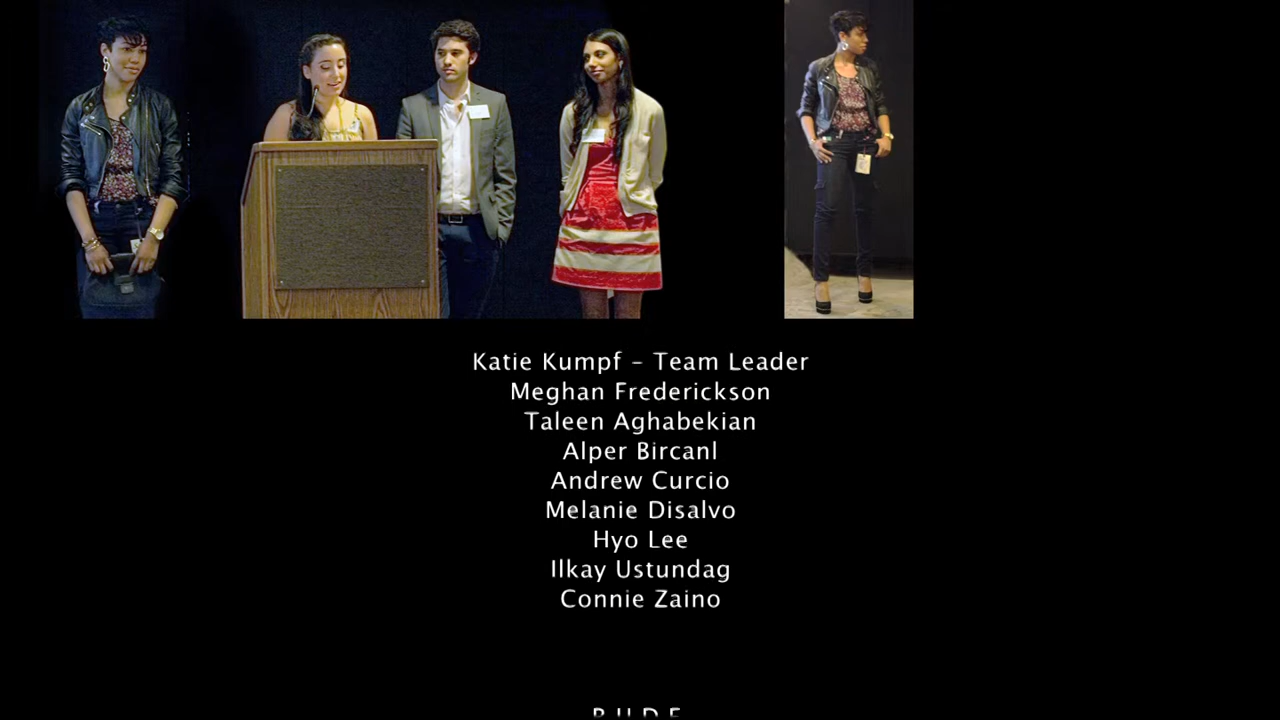 Katie Kumpf – Team Leader
Meghan Frederickson
Taleen Aghabekian
Alper Bircanl
Andrew Curcio
Melanie Disalvo
Hyo Lee
Ilkay Ustundag
Connie Zaino